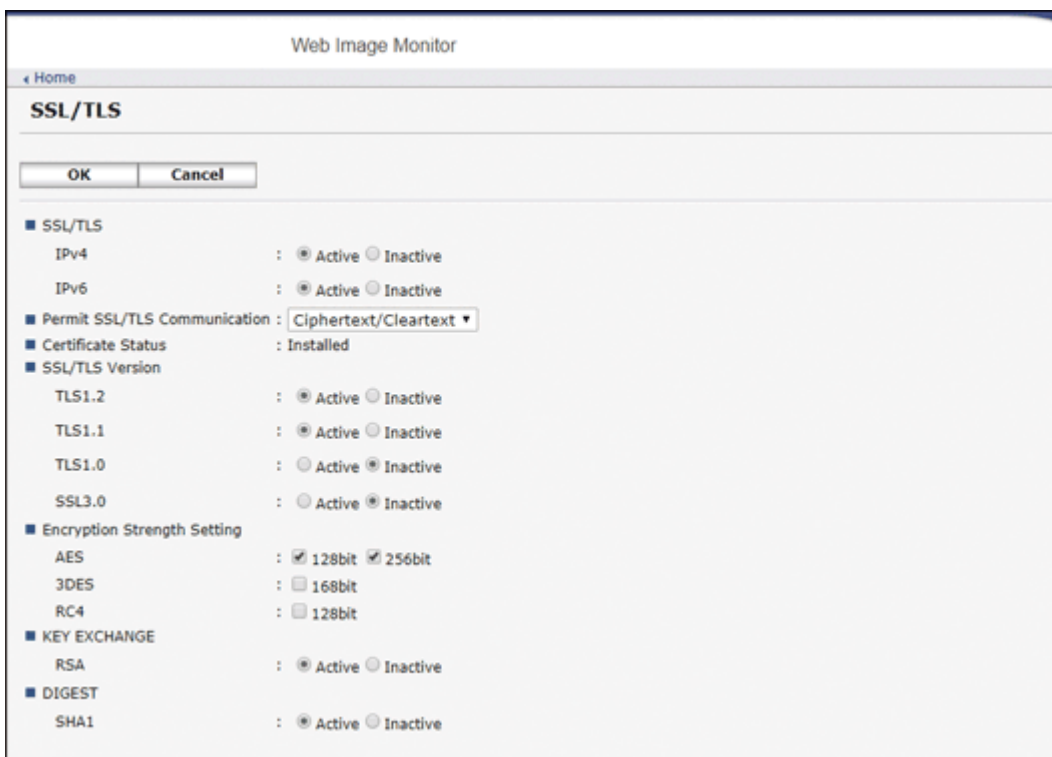 Web Image Monitor
Home
SSL/TLS
OK Cancel
SSL/TLS
IPv4 : Active Inactive
IPv6 : Active Inactive
Permit SSL/TLS Communication : Ciphertext/Cleartext
Certificate Status : Installed
SSL/TLS Version
TLS1.2 : Active Inactive
TLS1.1 : Active Inactive
TLS1.0 : Active Inactive
SSL3.0 : Active Inactive
Encryption Strength Setting
AES : 128bit 256bit
3DES : 168bit
RC4 : 128bit
KEY EXCHANGE
RSA : Active Inactive
DIGEST
SHA1 : Active Inactive